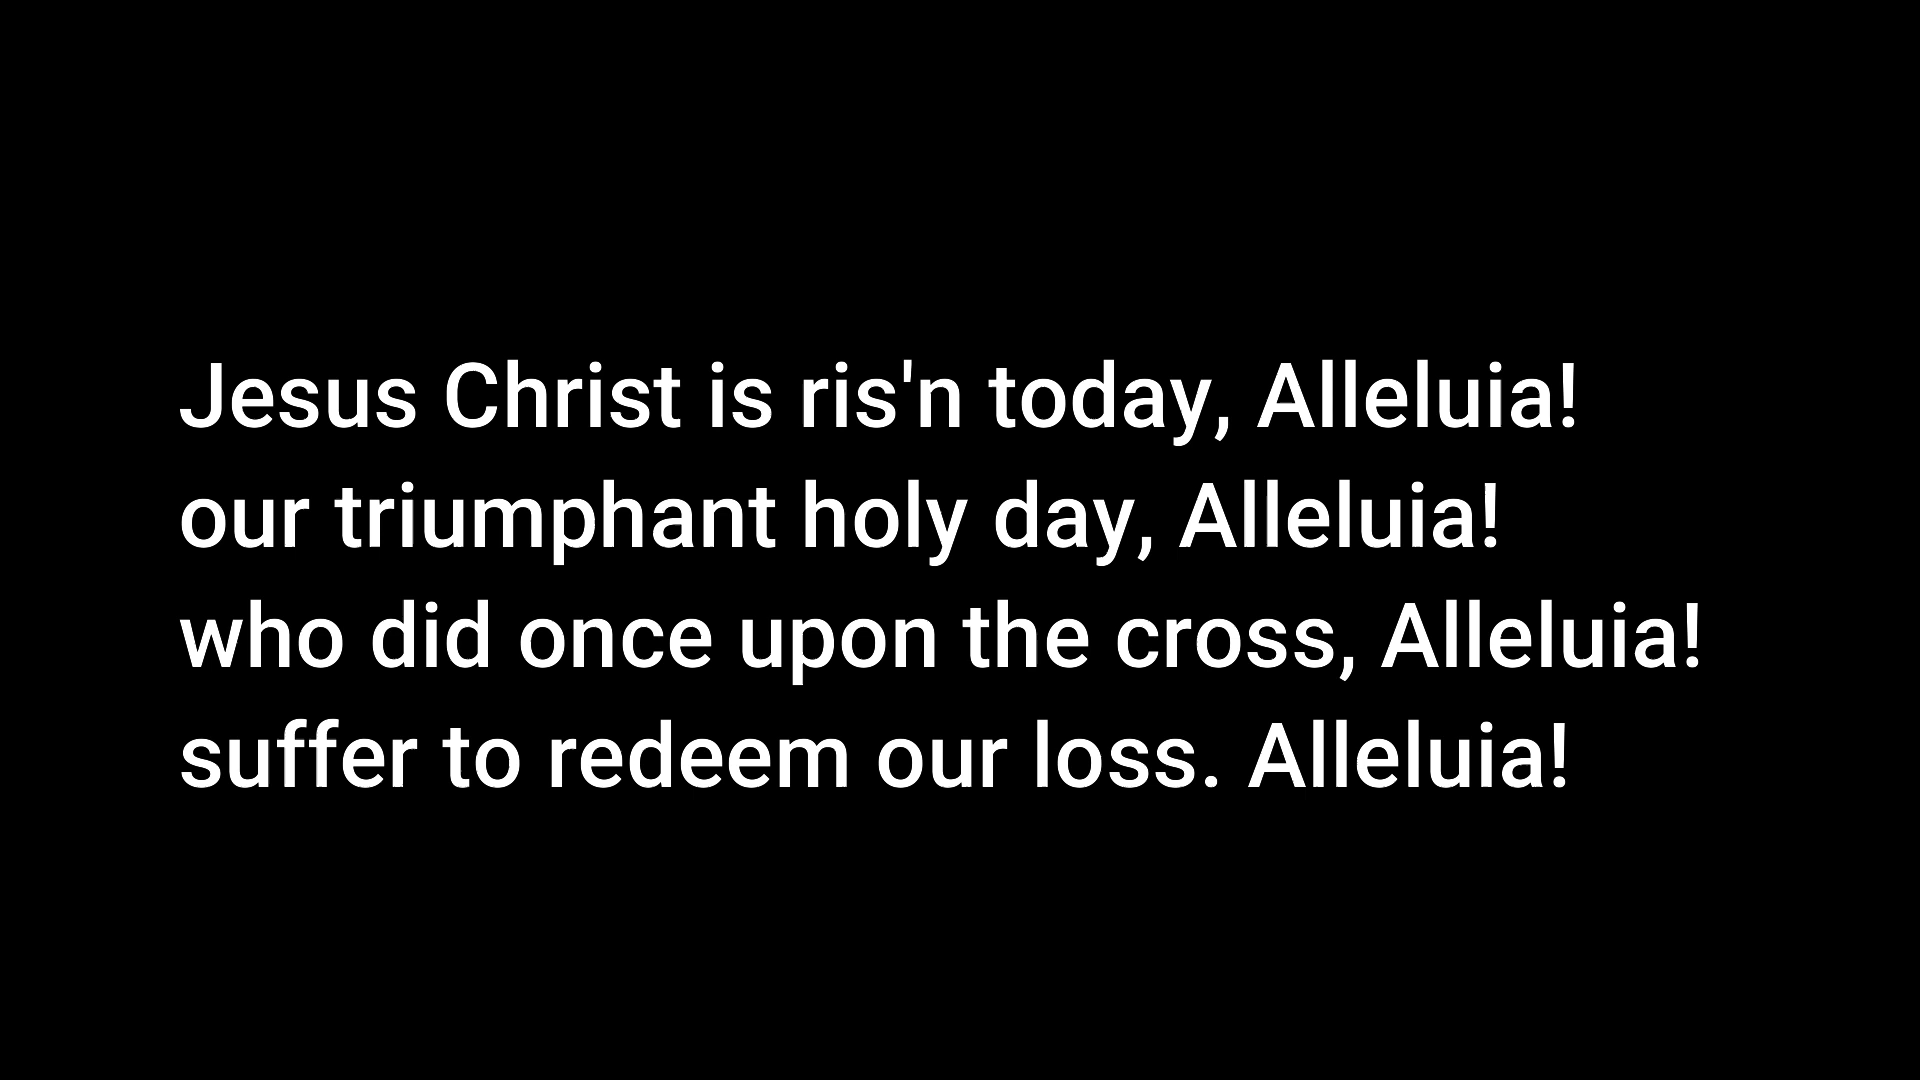 Jesus Christ is ris'n today, Alleluia!
our triumphant holy day, Alleluia!
who did once upon the cross, Alleluia!
suffer to redeem our loss. Alleluia!